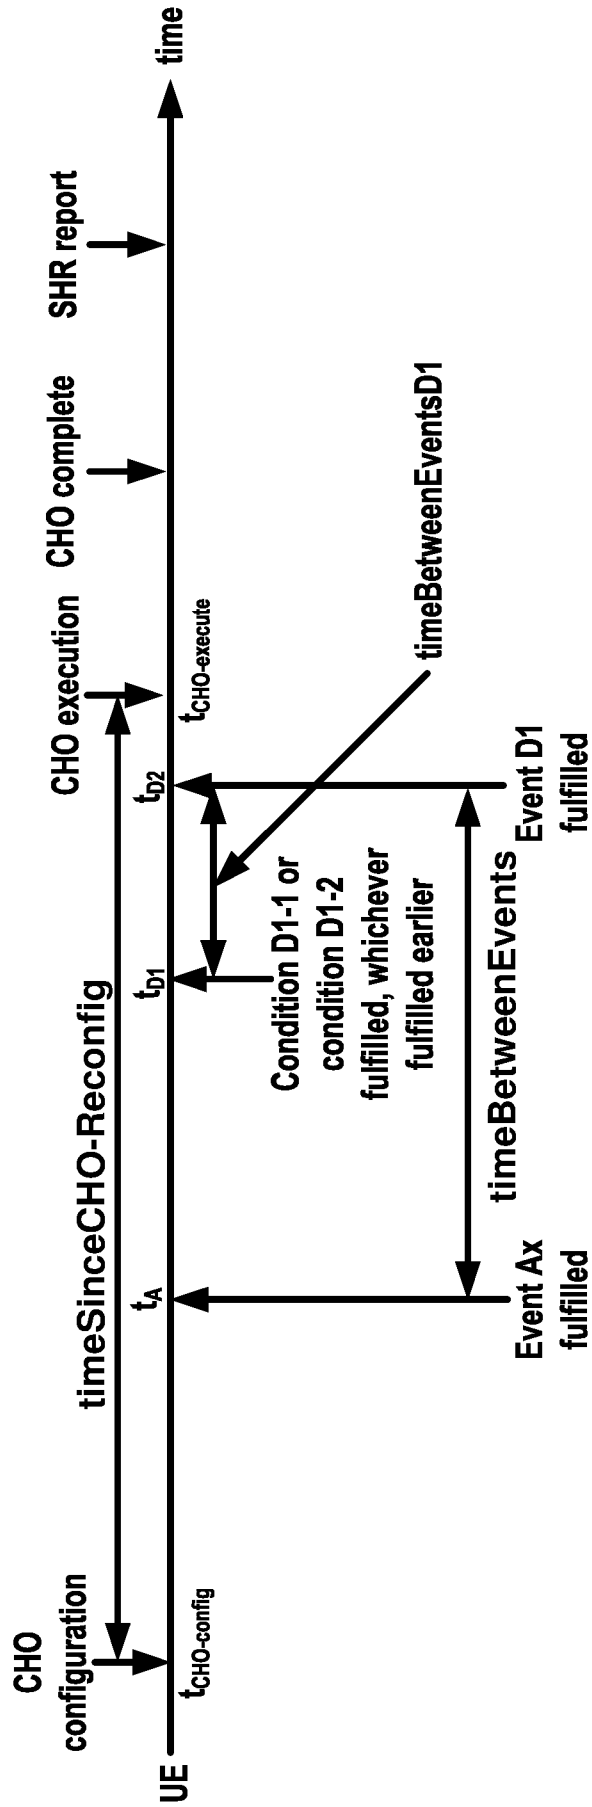 CHO
configuration
CHO execution
CHO complete
SHR report
timeSinceCHO-Reconfig
UE
time
tCHO-config
tA
tD1
tD2
tCHO-execute
Condition D1-1 or
condition D1-2
fulfilled, whichever
fulfilled earlier
timeBetweenEventsD1
timeBetweenEvents
Event Ax
fulfilled
Event D1
fulfilled